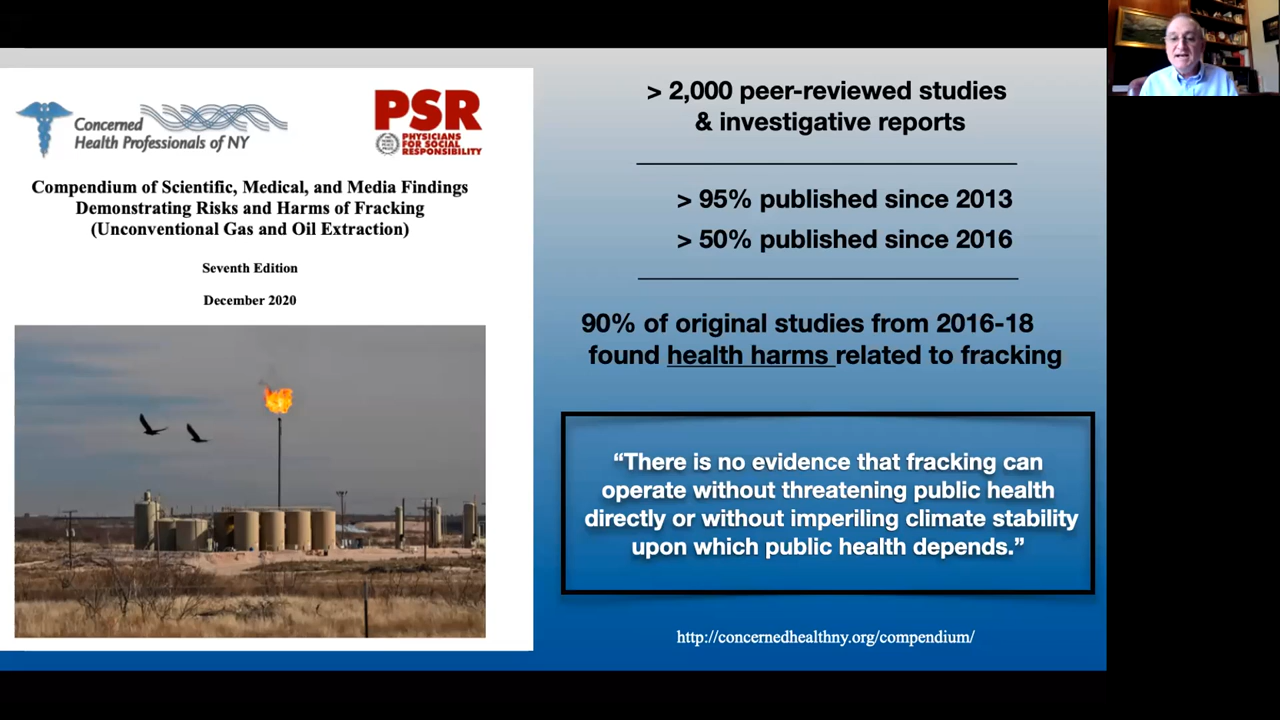 Concerned
Health Professionals of NY
PSR
PHYSICIANS
FOR SOCIAL
RESPONSIBILITY
Compendium of Scientific, Medical, and Media Findings
Demonstrating Risks and Harms of Fracking
(Unconventional Gas and Oil Extraction)
Seventh Edition
December 2020
> 2,000 peer-reviewed studies
& investigative reports
> 95% published since 2013
> 50% published since 2016
90% of original studies from 2016-18
found health harms related to fracking
“There is no evidence that fracking can
operate without threatening public health
directly or without imperiling climate stability
upon which public health depends.”
http://concernedhealthny.org/compendium/